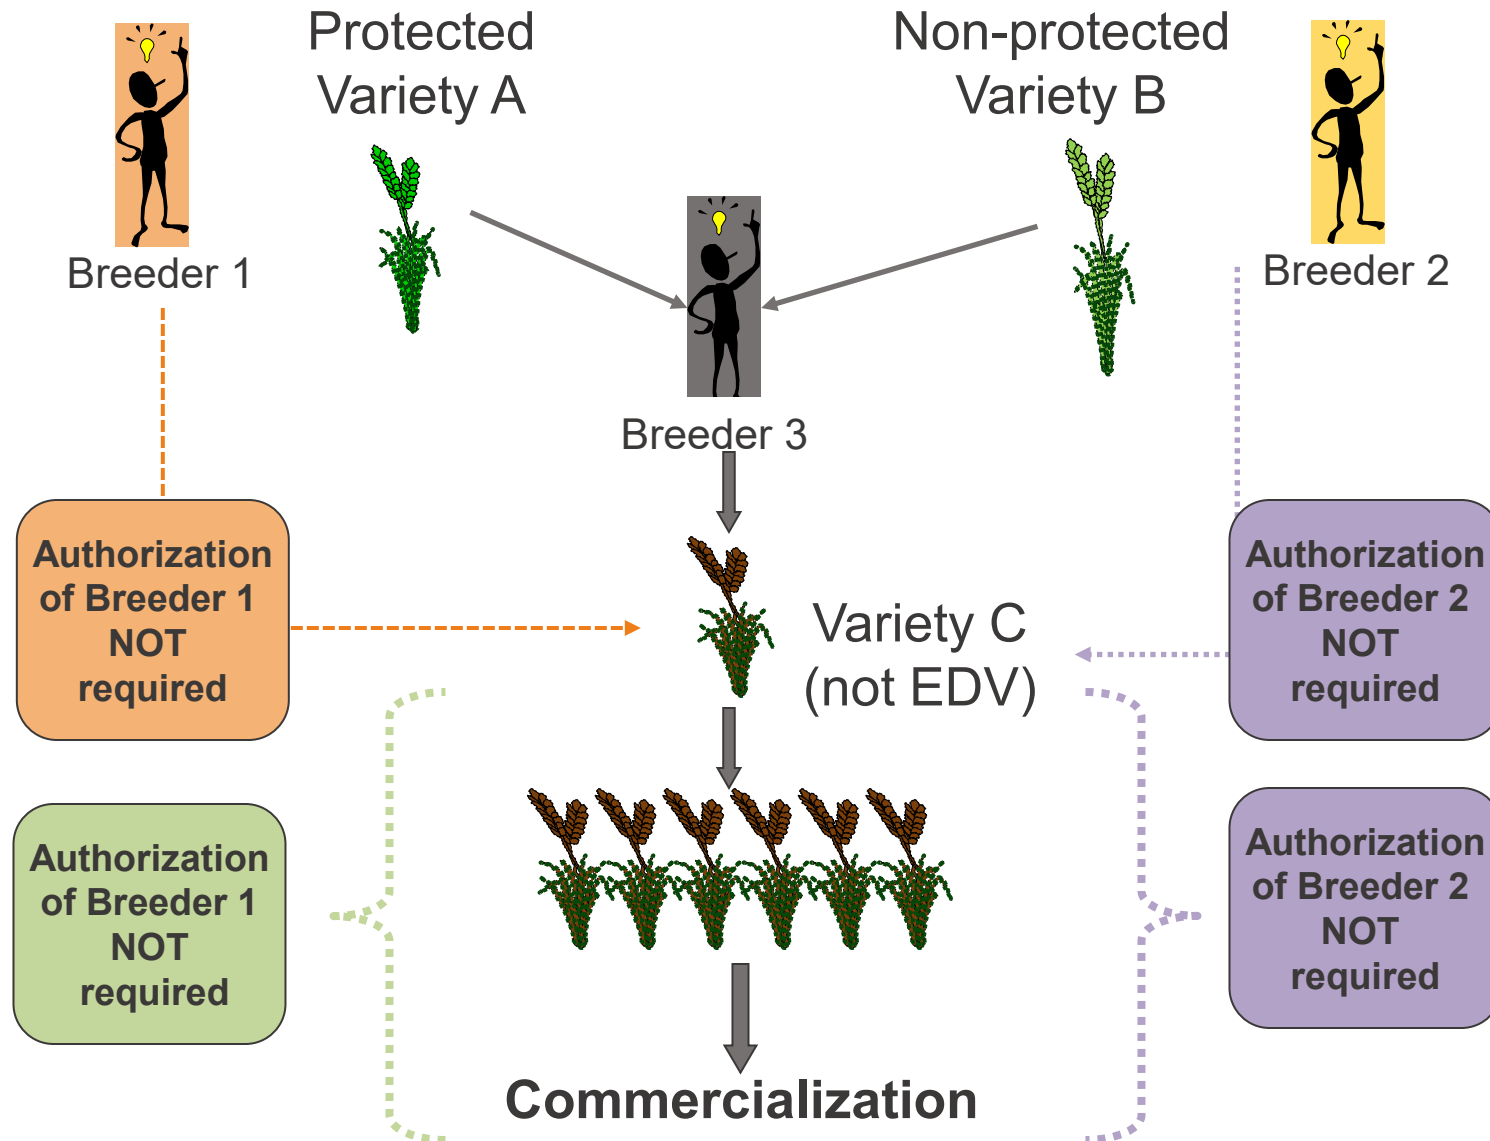 Protected
Variety A
Non-protected
Variety B
Breeder 1
Breeder 2
Breeder 3
Authorization
of Breeder 1
NOT
required
Variety C
(not EDV)
Authorization
of Breeder 2
NOT
required
Authorization
of Breeder 1
NOT
required
Authorization
of Breeder 2
NOT
required
Commercialization